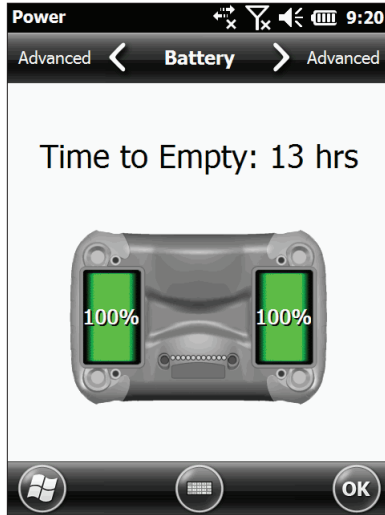 Power 9:20
Advanced Battery Advanced
Time to Empty: 13 hrs
100% 100%
OK